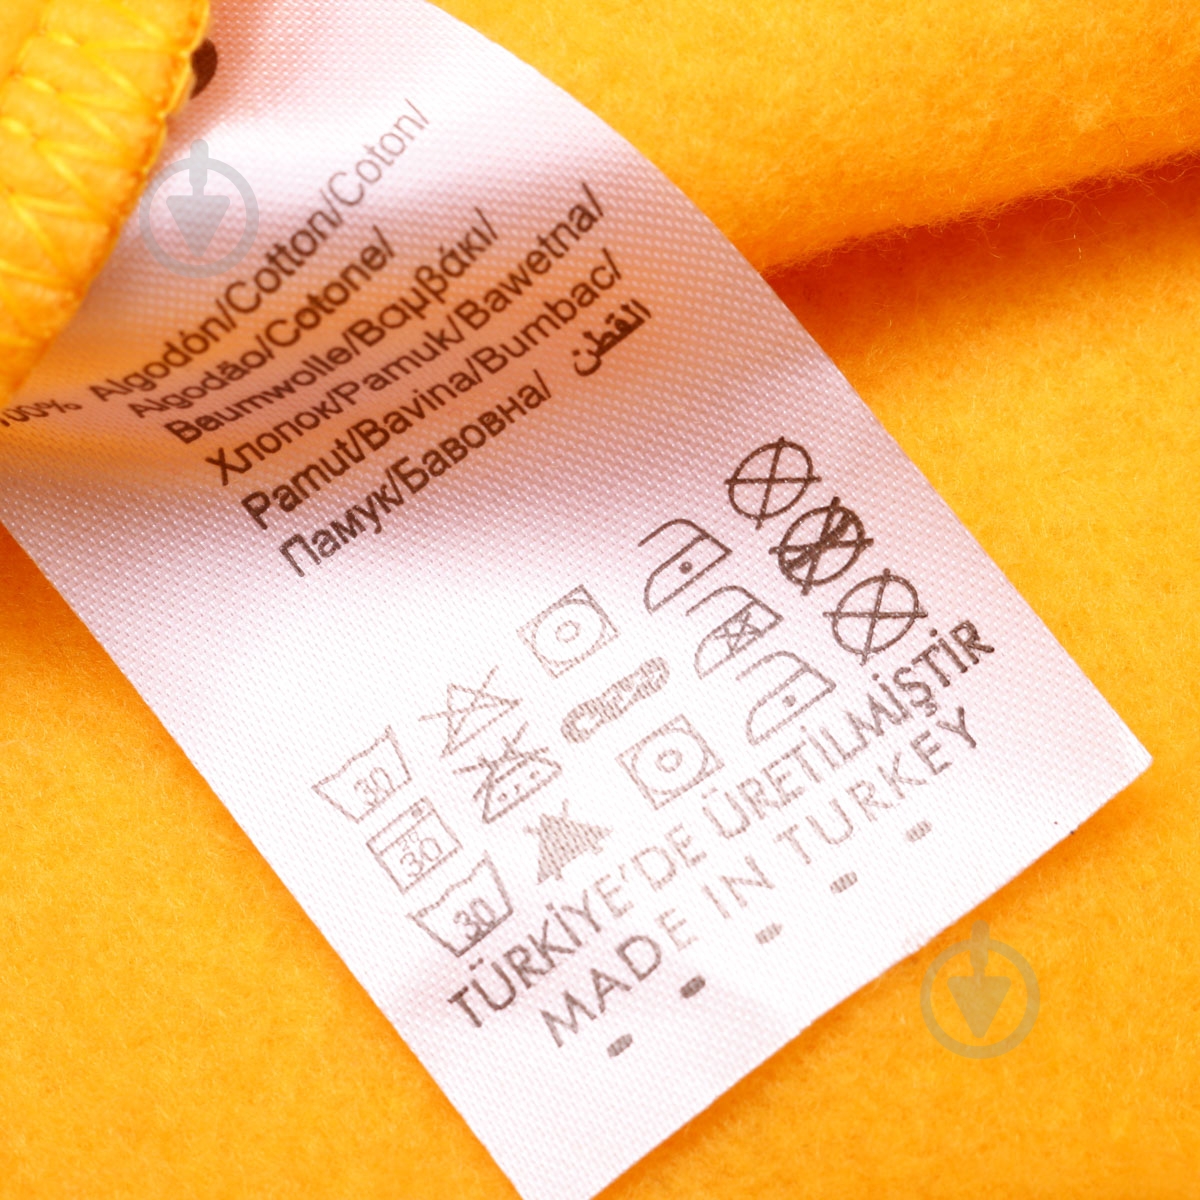 100% Algodón/Cotton/Coton/
Algodão/Cotone/
Baumwolle/Βαμβάκι/
Хлопок/Pamuk/Bawetna/
Pamut/Bavina/Bumbac/
Памук/Бавовна/ القطن
30
30
30
TÜRKİYE'DE ÜRETİLMİŞTİR
MADE IN TURKEY